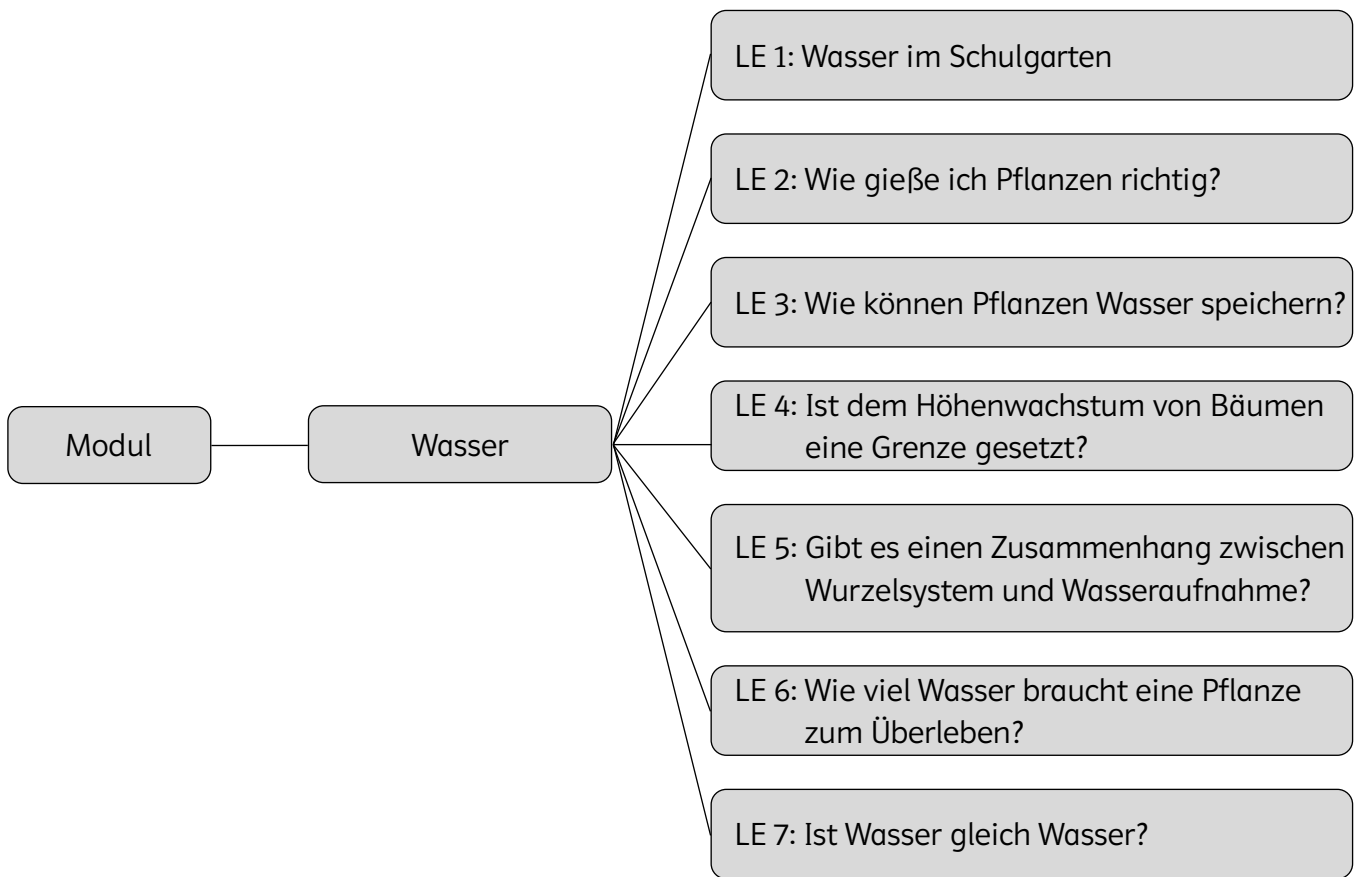 LE 1: Wasser im Schulgarten
LE 2: Wie gieße ich Pflanzen richtig?
LE 3: Wie können Pflanzen Wasser speichern?
Modul
Wasser
LE 4: Ist dem Höhenwachstum von Bäumen
eine Grenze gesetzt?
LE 5: Gibt es einen Zusammenhang zwischen
Wurzelsystem und Wasseraufnahme?
LE 6: Wie viel Wasser braucht eine Pflanze
zum Überleben?
LE 7: Ist Wasser gleich Wasser?